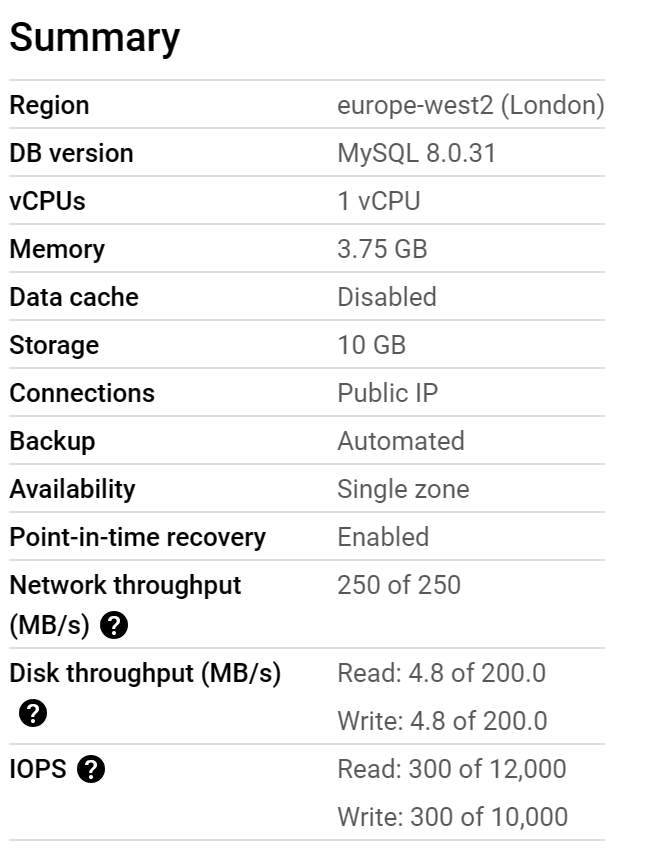 Summary
Region europe-west2 (London)
DB version MySQL 8.0.31
vCPUs 1 vCPU
Memory 3.75 GB
Data cache Disabled
Storage 10 GB
Connections Public IP
Backup Automated
Availability Single zone
Point-in-time recovery Enabled
Network throughput 250 of 250
(MB/s) ?
Disk throughput (MB/s) Read: 4.8 of 200.0
? Write: 4.8 of 200.0
IOPS ? Read: 300 of 12,000
Write: 300 of 10,000